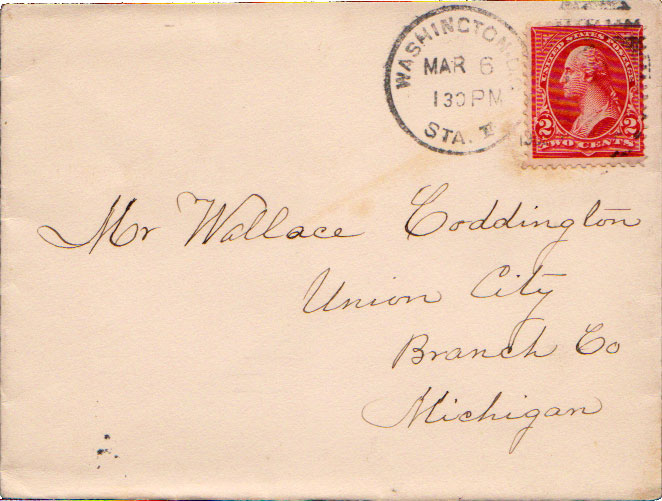 WASHINGTON, D.C.
MAR 6
130 PM
STA.
UNITED STATES POSTAGE
2 2
TWO CENTS
Mr Wallace Coddington
Union City
Branch Co
Michigan